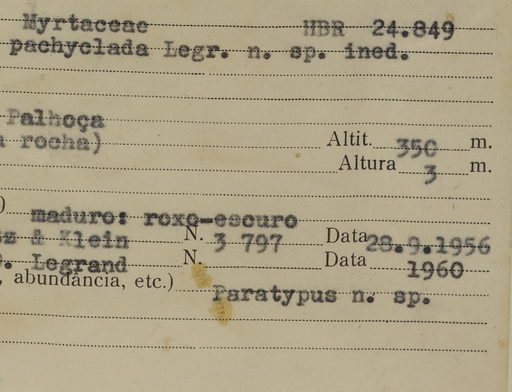 Myrtaceae HBR 24.849
pachyclada Legr. n. sp. ined.
Palhoça
rocha) Altit. 350 m.
Altura 3 m.
) maduro: roxo-escuro
z & Klein N. 3 797 Data 28.9.1956
. Legrand N. Data 1960
, abundância, etc.) Paratypus n. sp.